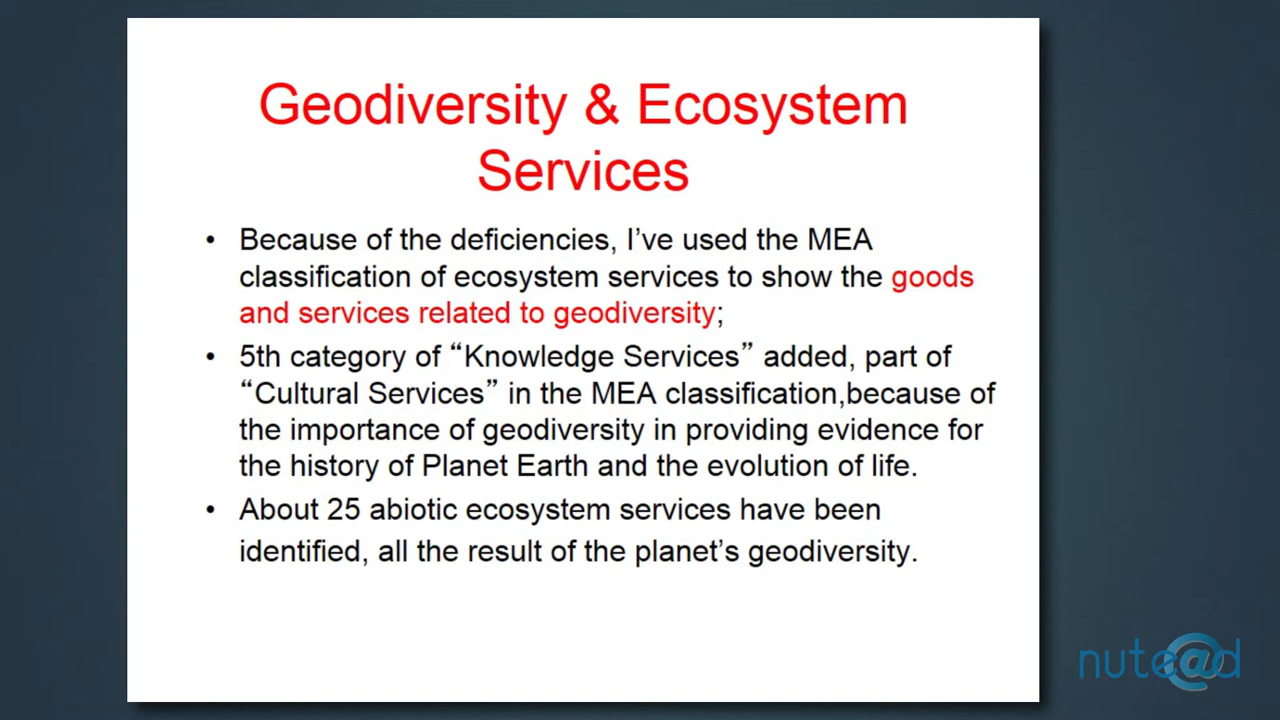 Geodiversity & Ecosystem
Services
• Because of the deficiencies, I’ve used the MEA
classification of ecosystem services to show the goods
and services related to geodiversity;
• 5th category of “Knowledge Services” added, part of
“Cultural Services” in the MEA classification,because of
the importance of geodiversity in providing evidence for
the history of Planet Earth and the evolution of life.
• About 25 abiotic ecosystem services have been
identified, all the result of the planet’s geodiversity.
nute@d